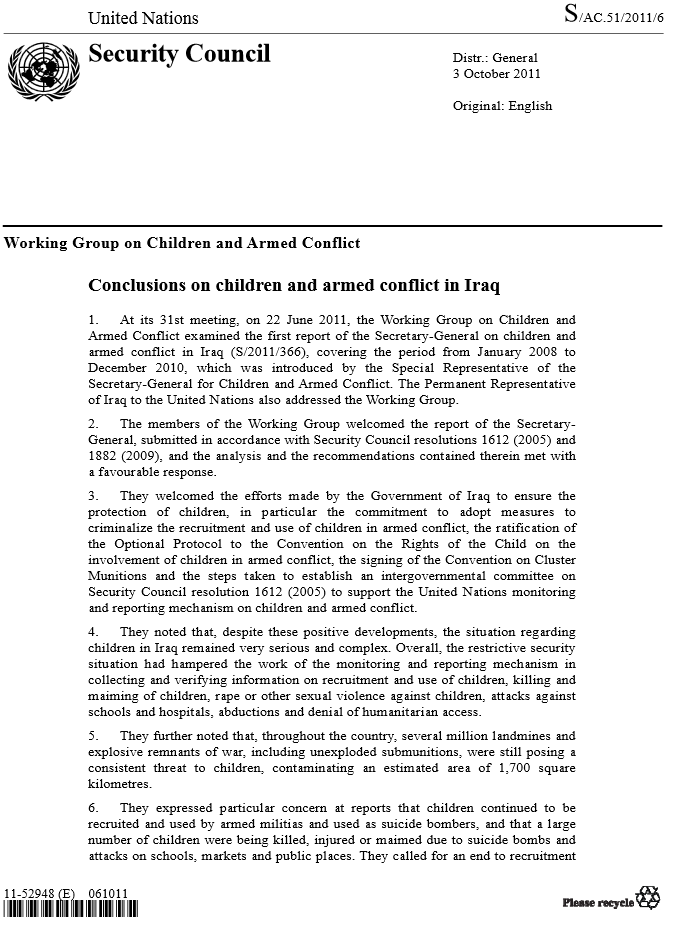 United Nations
S/AC.51/2011/6
Security Council
Distr.: General
3 October 2011
Original: English
Working Group on Children and Armed Conflict
Conclusions on children and armed conflict in Iraq
1. At its 31st meeting, on 22 June 2011, the Working Group on Children and
Armed Conflict examined the first report of the Secretary-General on children and
armed conflict in Iraq (S/2011/366), covering the period from January 2008 to
December 2010, which was introduced by the Special Representative of the
Secretary-General for Children and Armed Conflict. The Permanent Representative
of Iraq to the United Nations also addressed the Working Group.
2. The members of the Working Group welcomed the report of the Secretary-
General, submitted in accordance with Security Council resolutions 1612 (2005) and
1882 (2009), and the analysis and the recommendations contained therein met with
a favourable response.
3. They welcomed the efforts made by the Government of Iraq to ensure the
protection of children, in particular the commitment to adopt measures to
criminalize the recruitment and use of children in armed conflict, the ratification of
the Optional Protocol to the Convention on the Rights of the Child on the
involvement of children in armed conflict, the signing of the Convention on Cluster
Munitions and the steps taken to establish an intergovernmental committee on
Security Council resolution 1612 (2005) to support the United Nations monitoring
and reporting mechanism on children and armed conflict.
4. They noted that, despite these positive developments, the situation regarding
children in Iraq remained very serious and complex. Overall, the restrictive security
situation had hampered the work of the monitoring and reporting mechanism in
collecting and verifying information on recruitment and use of children, killing and
maiming of children, rape or other sexual violence against children, attacks against
schools and hospitals, abductions and denial of humanitarian access.
5. They further noted that, throughout the country, several million landmines and
explosive remnants of war, including unexploded submunitions, were still posing a
consistent threat to children, contaminating an estimated area of 1,700 square
kilometres.
6. They expressed particular concern at reports that children continued to be
recruited and used by armed militias and used as suicide bombers, and that a large
number of children were being killed, injured or maimed due to suicide bombs and
attacks on schools, markets and public places. They called for an end to recruitment
11-52948 (E) 061011
Please recycle